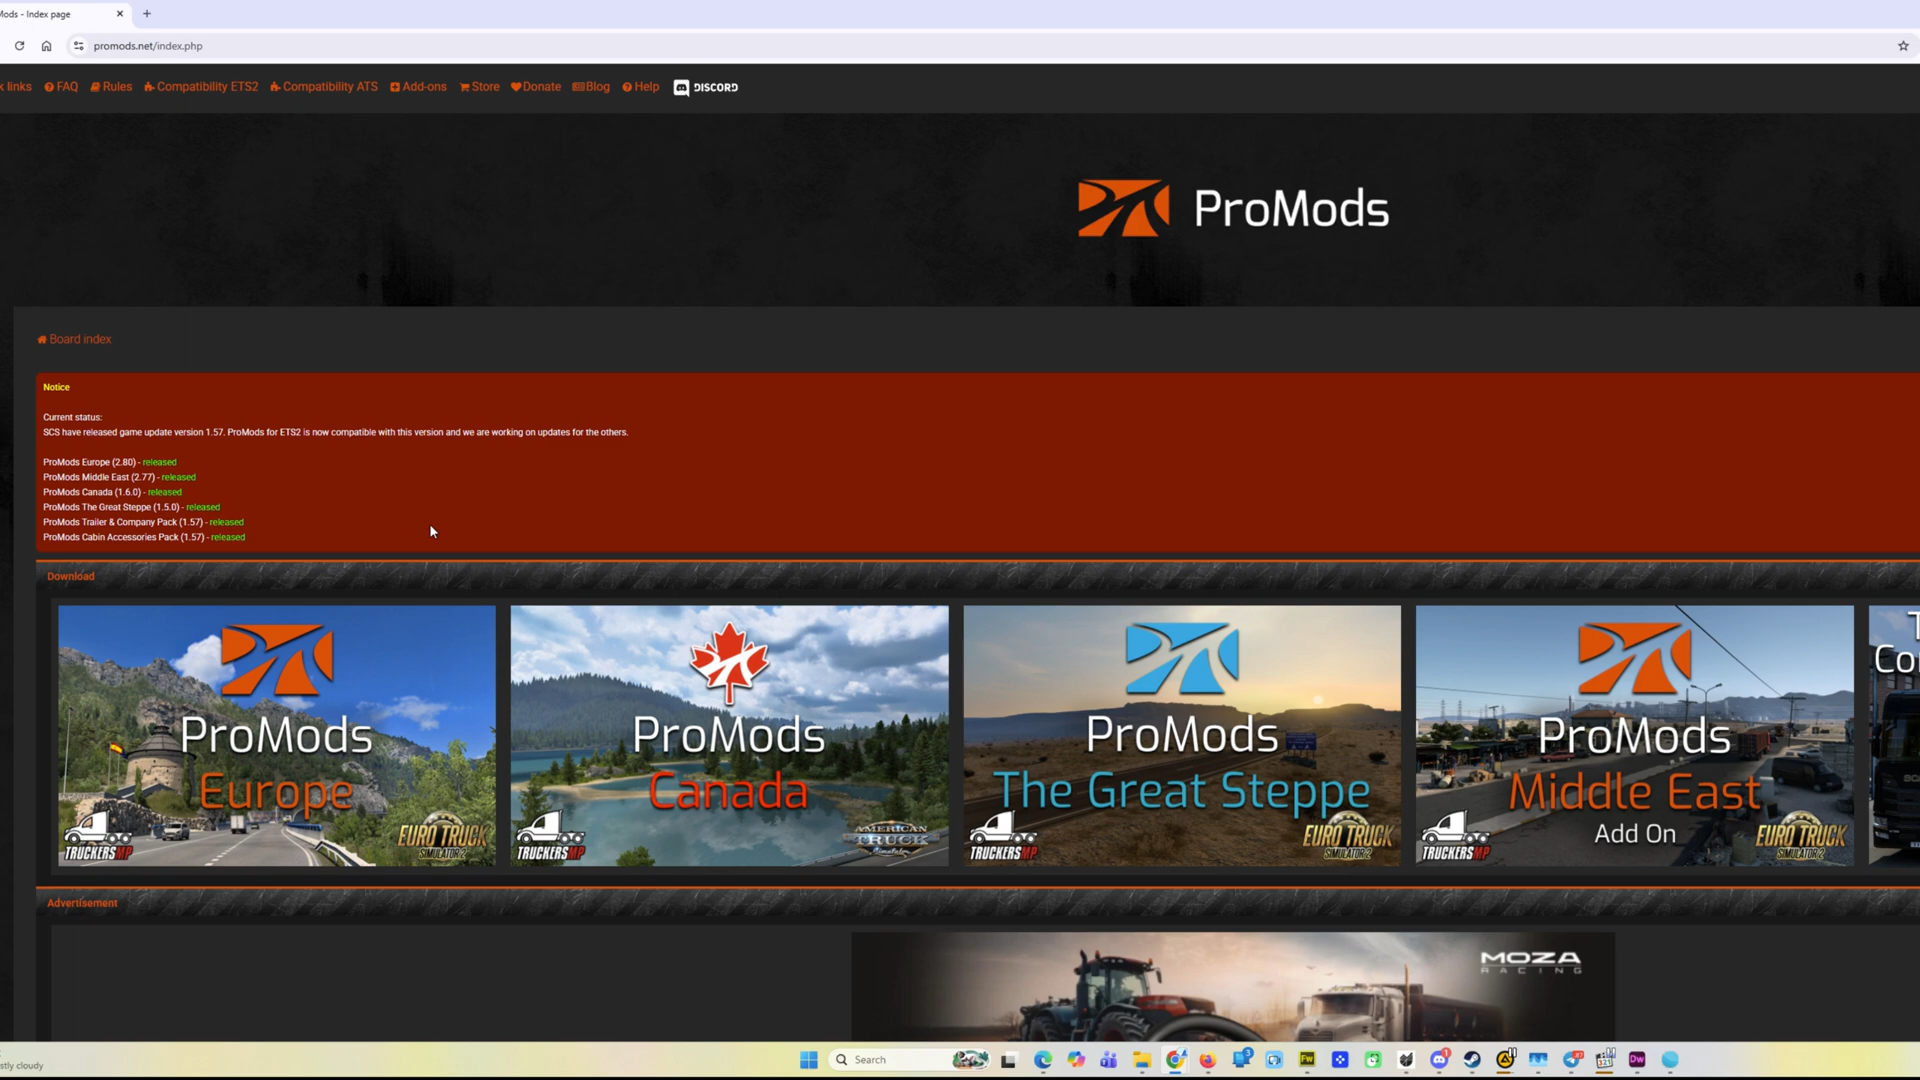 Mods - Index page
promods.net/index.php
links FAQ Rules Compatibility ETS2 Compatibility ATS Add-ons Store Donate Blog Help DISCORD
ProMods
Board index
Notice
Current status:
SCS have released game update version 1.57. ProMods for ETS2 is now compatible with this version and we are working on updates for the others.
ProMods Europe (2.80) - released
ProMods Middle East (2.77) - released
ProMods Canada (1.6.0) - released
ProMods The Great Steppe (1.5.0) - released
ProMods Trailer & Company Pack (1.57) - released
ProMods Cabin Accessories Pack (1.57) - released
Download
ProMods
Europe
TRUCKERSMP
EURO TRUCK
SIMULATOR 2
ProMods
Canada
TRUCKERSMP
AMERICAN
TRUCK
ProMods
The Great Steppe
TRUCKERSMP
EURO TRUCK
SIMULATOR 2
ProMods
Middle East
Add On
TRUCKERSMP
EURO TRUCK
SIMULATOR 2
T
Co
Advertisement
MOZA
RACING
Search
stly cloudy